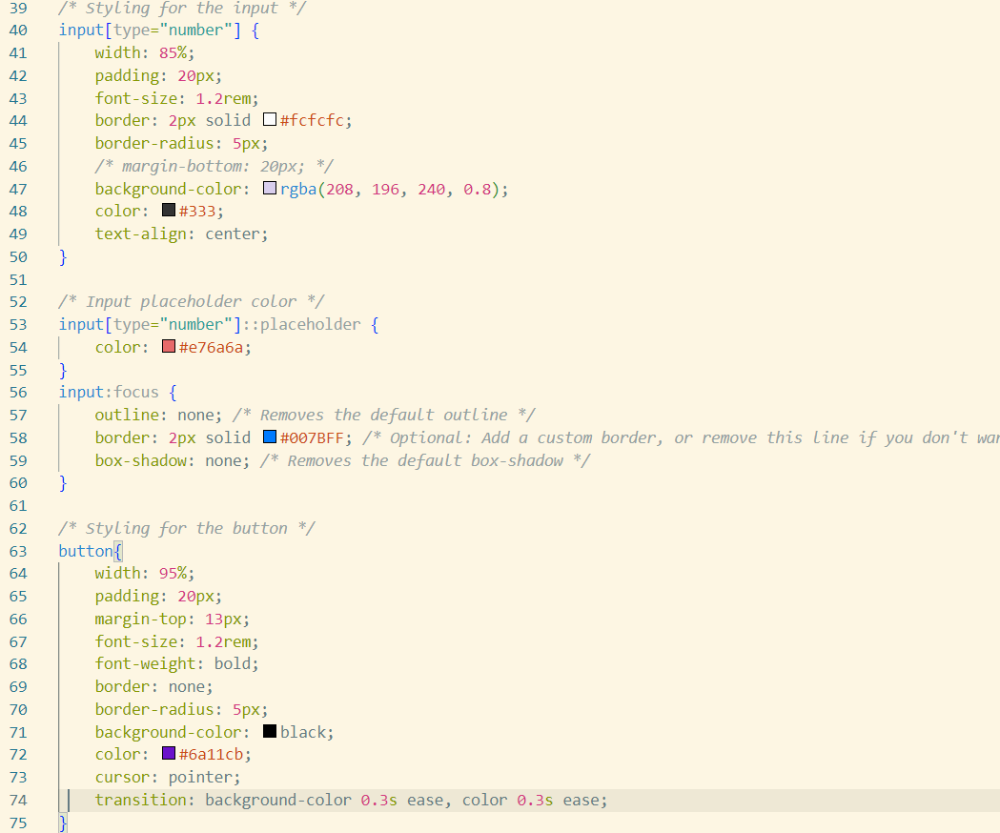 39 /* Styling for the input */
40 input[type="number"] {
41     width: 85%;
42     padding: 20px;
43     font-size: 1.2rem;
44     border: 2px solid #fcfcfc;
45     border-radius: 5px;
46     /* margin-bottom: 20px; */
47     background-color: rgba(208, 196, 240, 0.8);
48     color: #333;
49     text-align: center;
50 }
51
52 /* Input placeholder color */
53 input[type="number"]::placeholder {
54     color: #e76a6a;
55 }
56 input:focus {
57     outline: none; /* Removes the default outline */
58     border: 2px solid #007BFF; /* Optional: Add a custom border, or remove this line if you don't
59     box-shadow: none; /* Removes the default box-shadow */
60 }
61
62 /* Styling for the button */
63 button{
64     width: 95%;
65     padding: 20px;
66     margin-top: 13px;
67     font-size: 1.2rem;
68     font-weight: bold;
69     border: none;
70     border-radius: 5px;
71     background-color: black;
72     color: #6a11cb;
73     cursor: pointer;
74     transition: background-color 0.3s ease, color 0.3s ease;
75 }